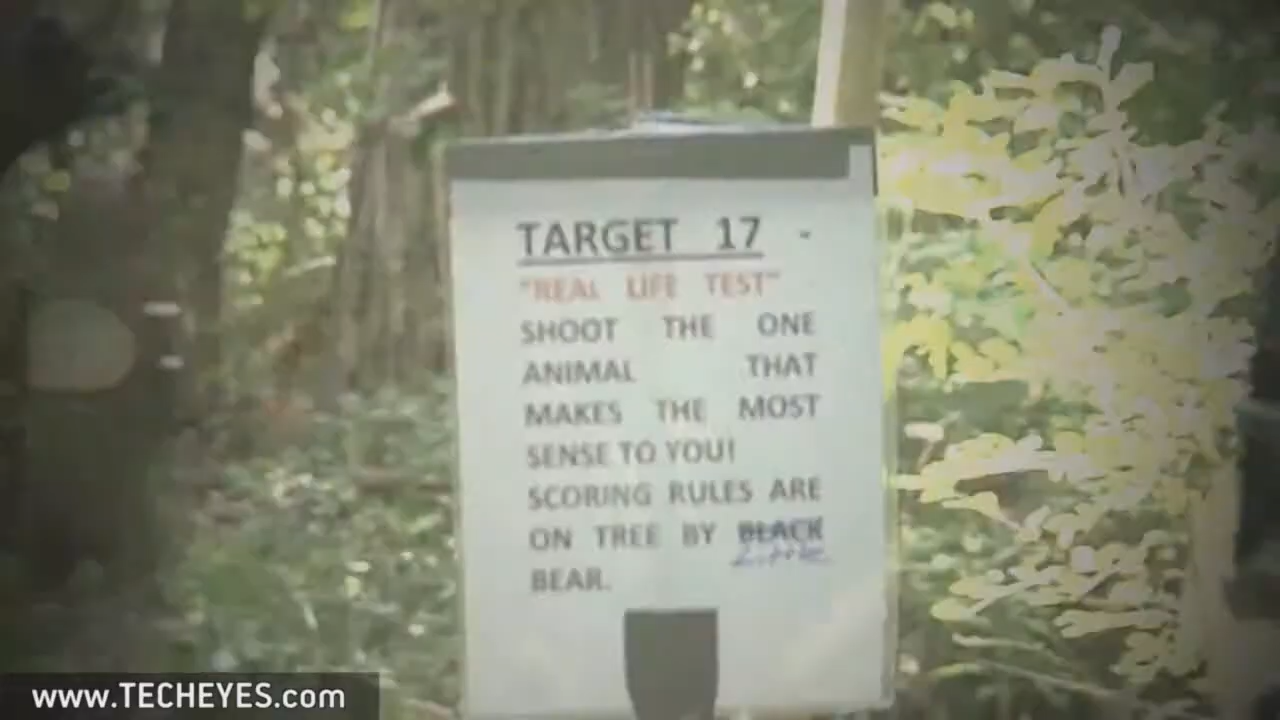 TARGET 17 -
"REAL LIFE TEST"
SHOOT THE ONE
ANIMAL THAT
MAKES THE MOST
SENSE TO YOU!
SCORING RULES ARE
ON TREE BY BLACK
Little
BEAR.
www.TECHEYES.com